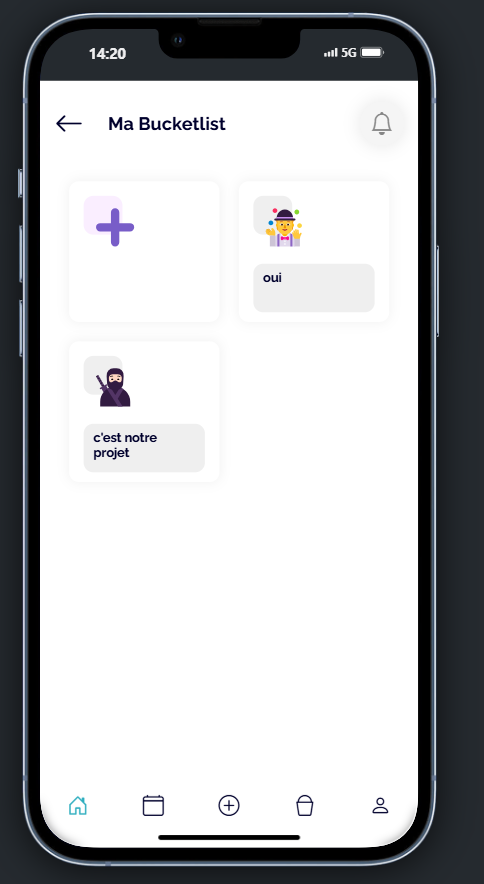 14:20
5G
Ma Bucketlist
oui
c'est notre
projet